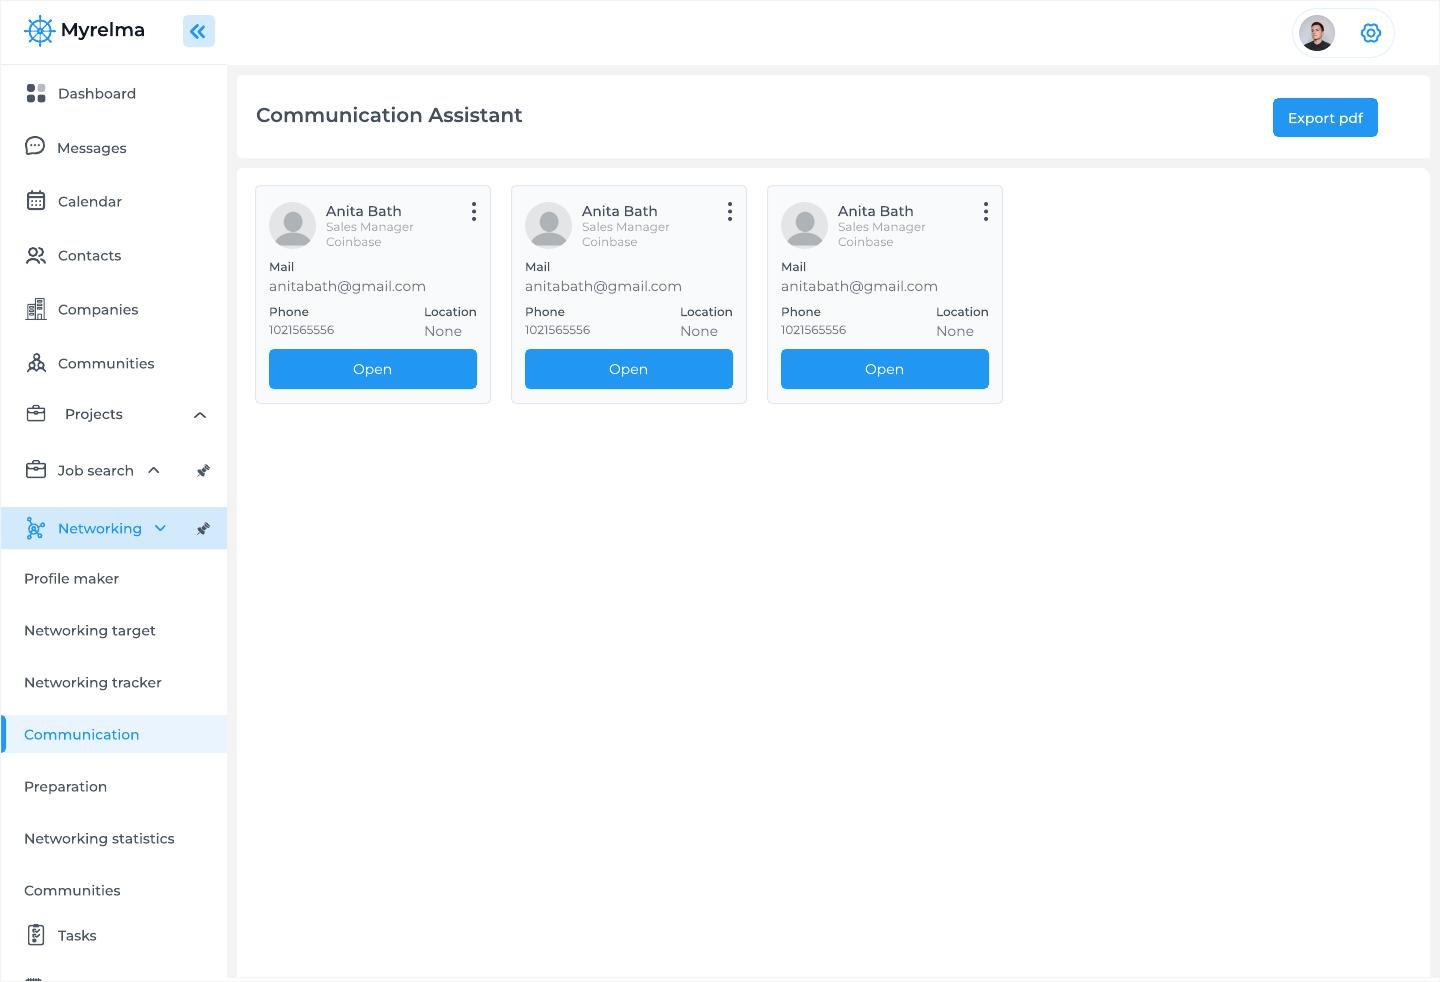 Myrelma
Dashboard
Messages
Calendar
Contacts
Companies
Communities
Projects
Job search
Networking
Profile maker
Networking target
Networking tracker
Communication
Preparation
Networking statistics
Communities
Tasks
Communication Assistant
Export pdf
Anita Bath
Sales Manager
Coinbase
Mail
anitabath@gmail.com
Phone Location
1021565556 None
Open
Anita Bath
Sales Manager
Coinbase
Mail
anitabath@gmail.com
Phone Location
1021565556 None
Open
Anita Bath
Sales Manager
Coinbase
Mail
anitabath@gmail.com
Phone Location
1021565556 None
Open